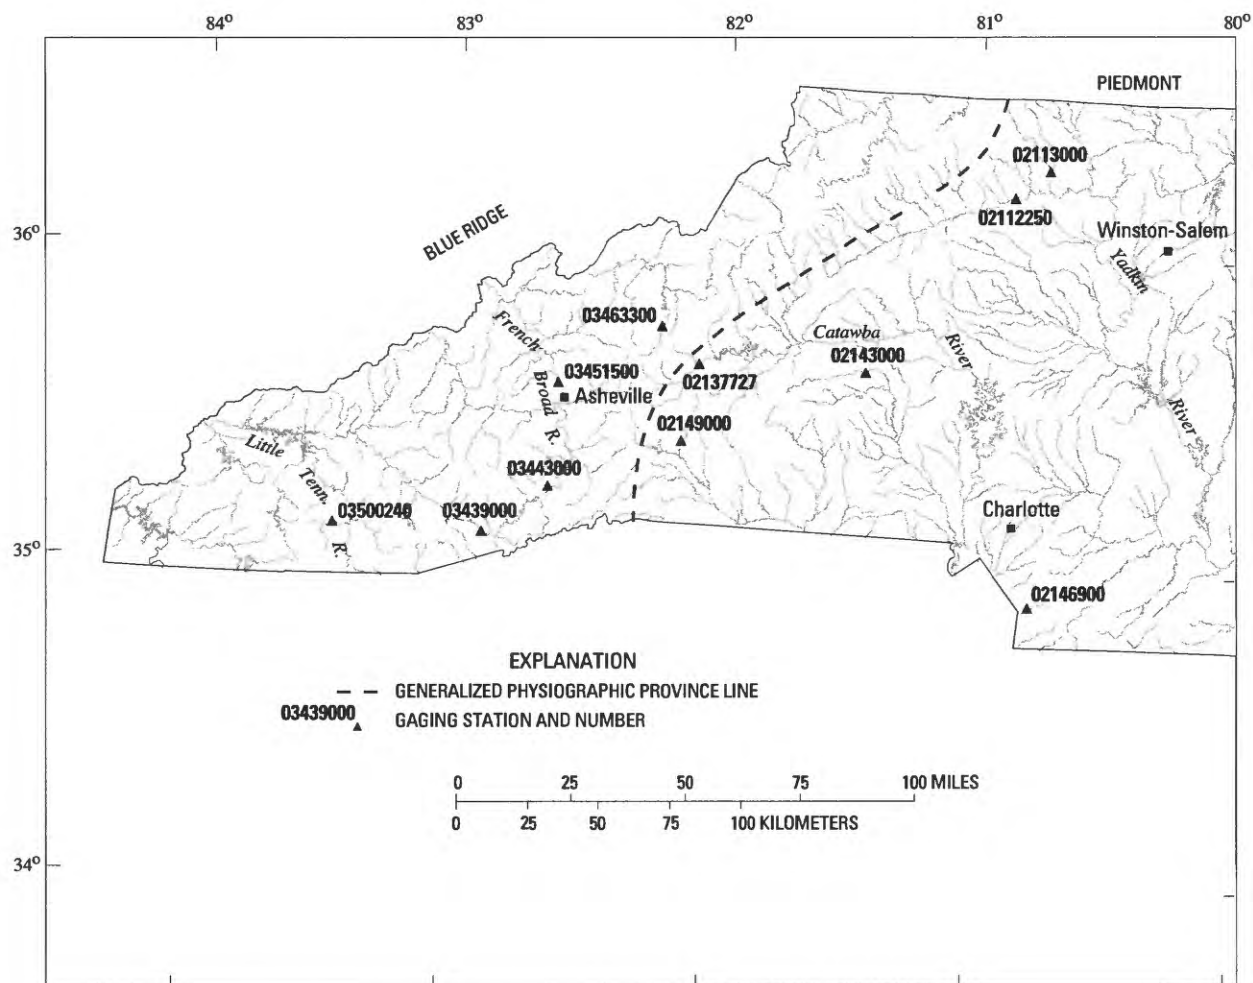 84° 83° 82° 81° 80°
PIEDMONT
02113000
02112250
BLUE RIDGE
36°
Winston-Salem
Yadkin
River
03463300
French
Broad
R.
Catawba
River
02143000
02137727
03451500
Asheville
02149000
Little
Tenn.
R.
03443000
03500240
03439000
Charlotte
35°
02146900
EXPLANATION
GENERALIZED PHYSIOGRAPHIC PROVINCE LINE
03439000 GAGING STATION AND NUMBER
0 25 50 75 100 MILES
0 25 50 75 100 KILOMETERS
34°